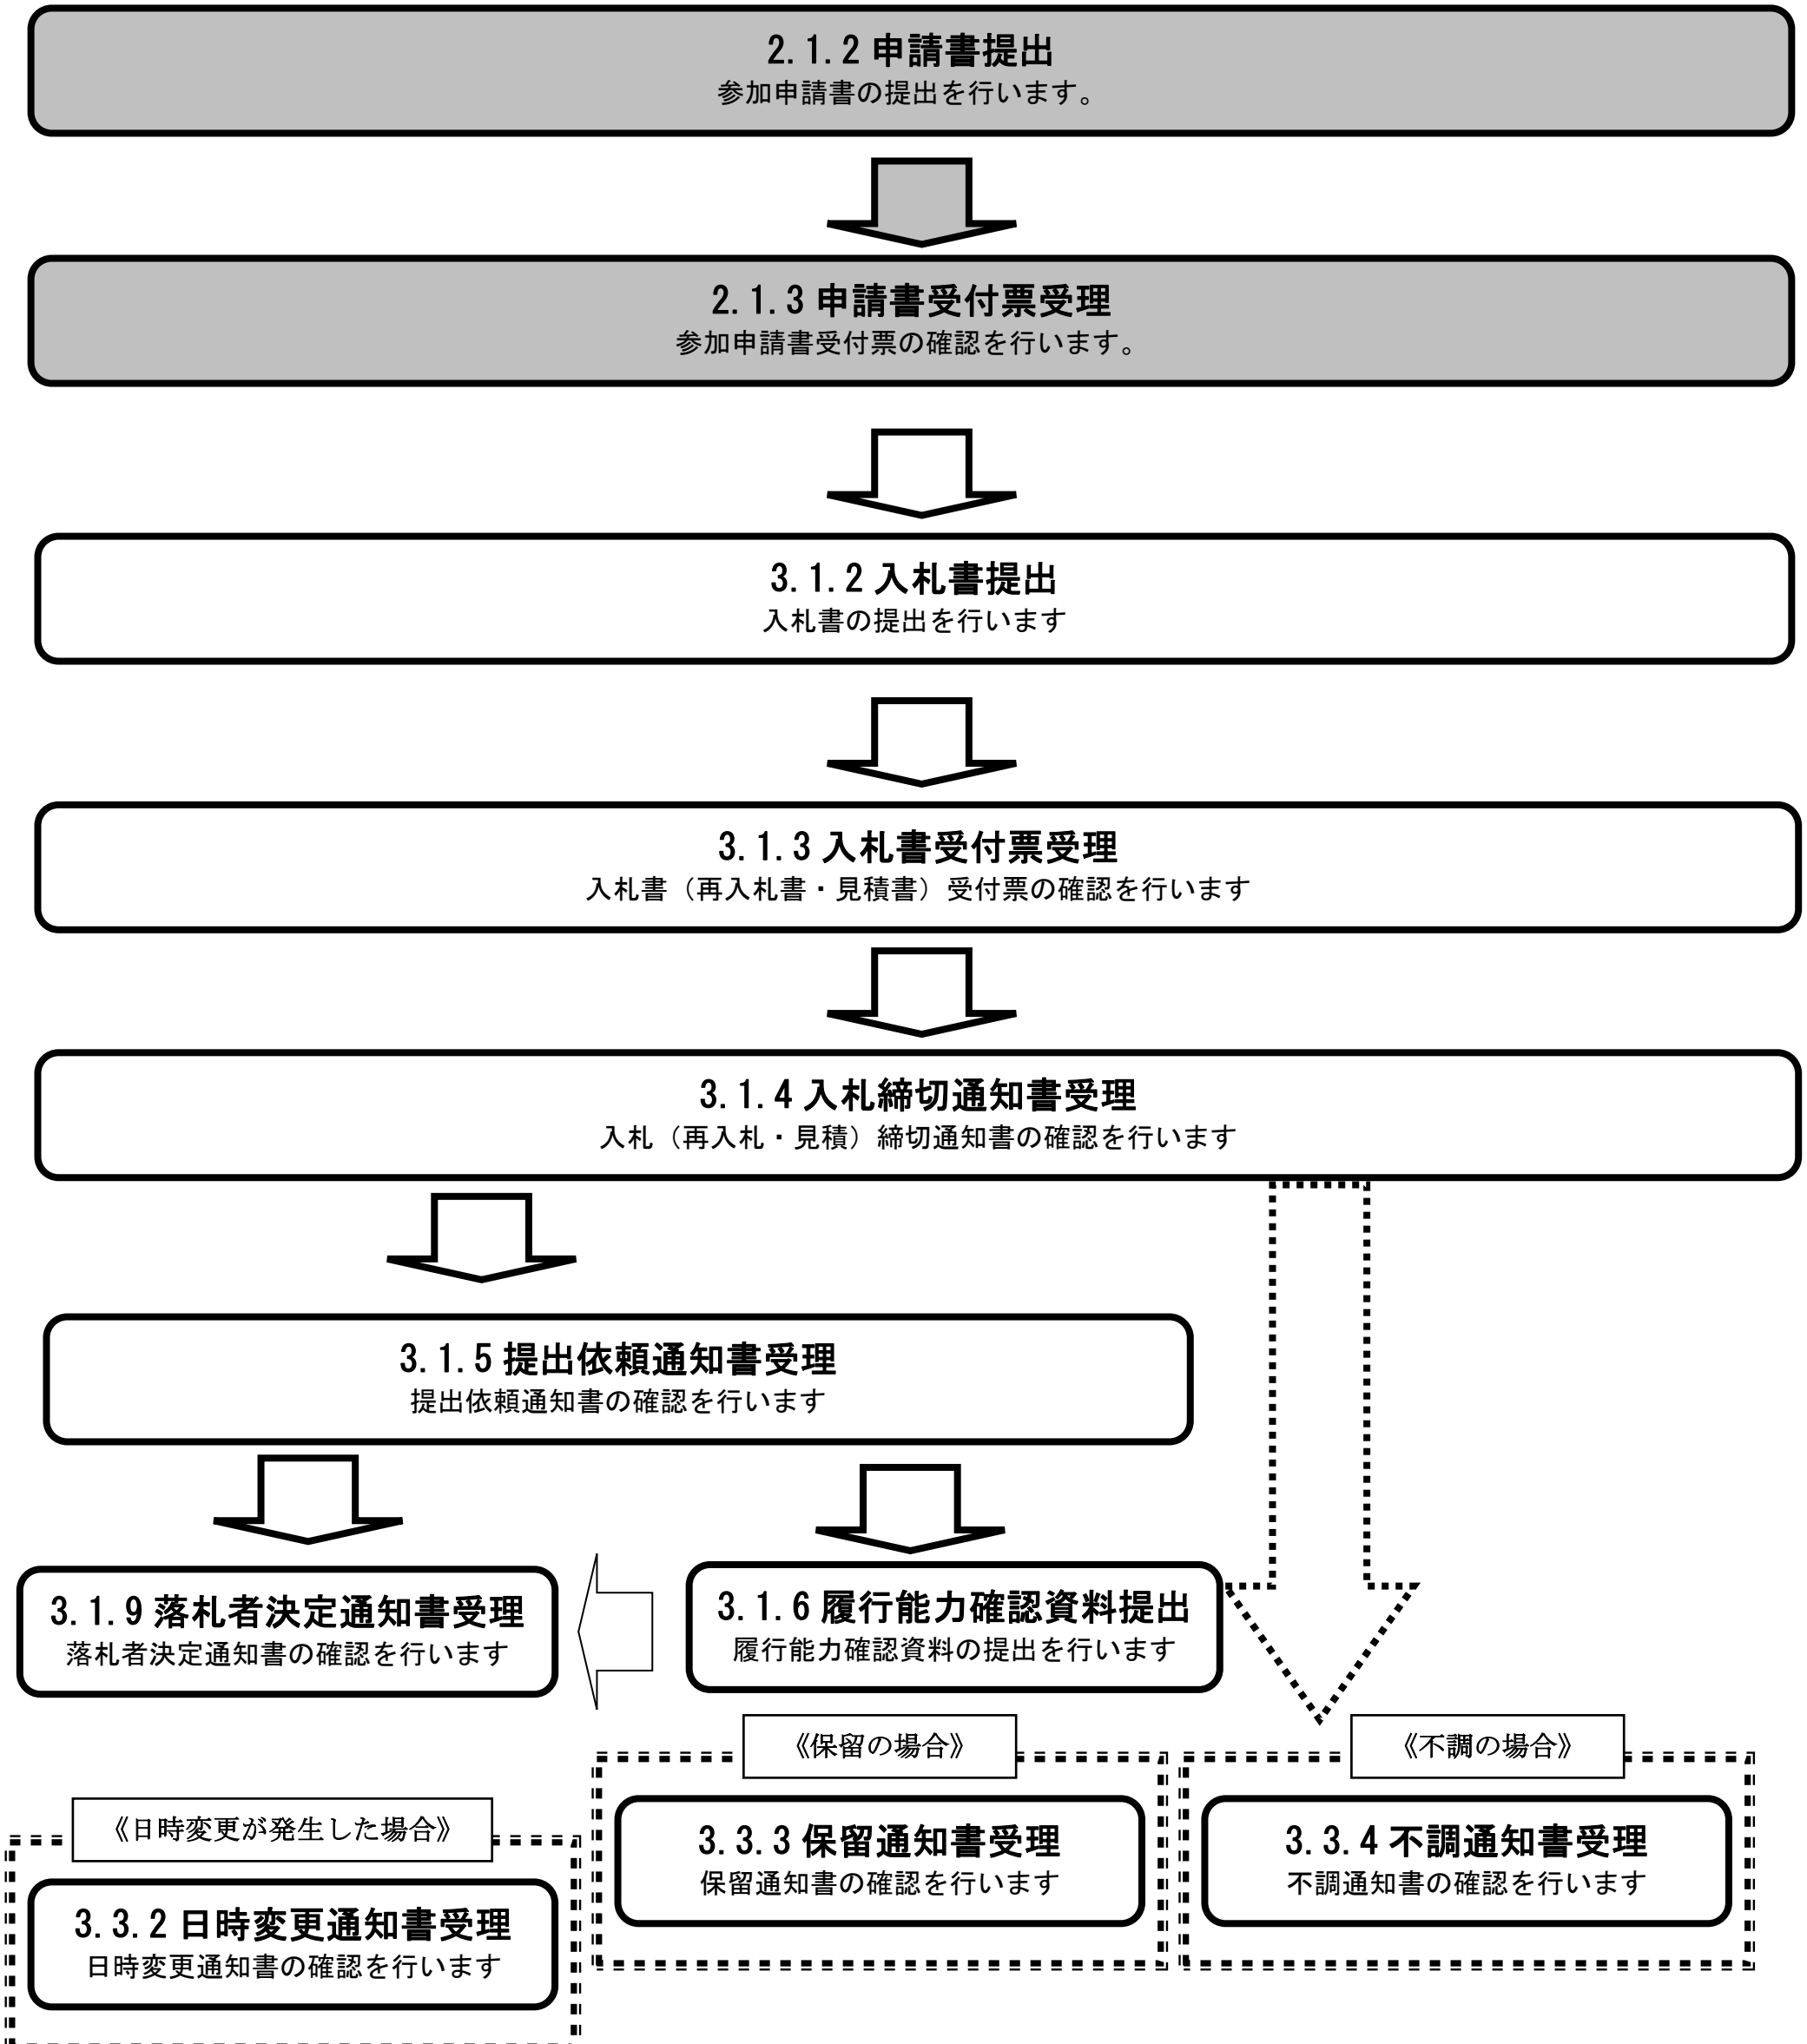 2.1.2 申請書提出
参加申請書の提出を行います。
2.1.3 申請書受付票受理
参加申請書受付票の確認を行います。
3.1.2 入札書提出
入札書の提出を行います
3.1.3 入札書受付票受理
入札書（再入札書・見積書）受付票の確認を行います
3.1.4 入札締切通知書受理
入札（再入札・見積）締切通知書の確認を行います
3.1.5 提出依頼通知書受理
提出依頼通知書の確認を行います
3.1.9 落札者決定通知書受理
落札者決定通知書の確認を行います
3.1.6 履行能力確認資料提出
履行能力確認資料の提出を行います
《保留の場合》
3.3.3 保留通知書受理
保留通知書の確認を行います
《不調の場合》
3.3.4 不調通知書受理
不調通知書の確認を行います
《日時変更が発生した場合》
3.3.2 日時変更通知書受理
日時変更通知書の確認を行います